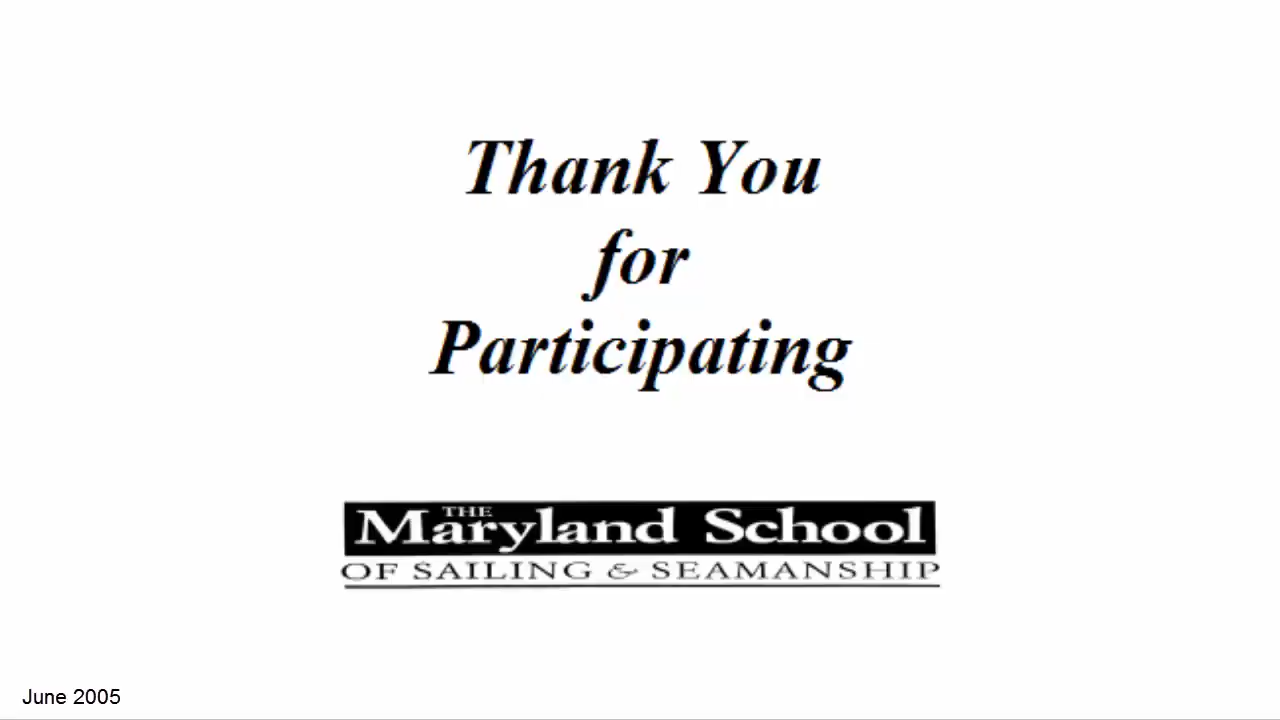 Thank You
for
Participating
THE
Maryland School
OF SAILING & SEAMANSHIP
June 2005